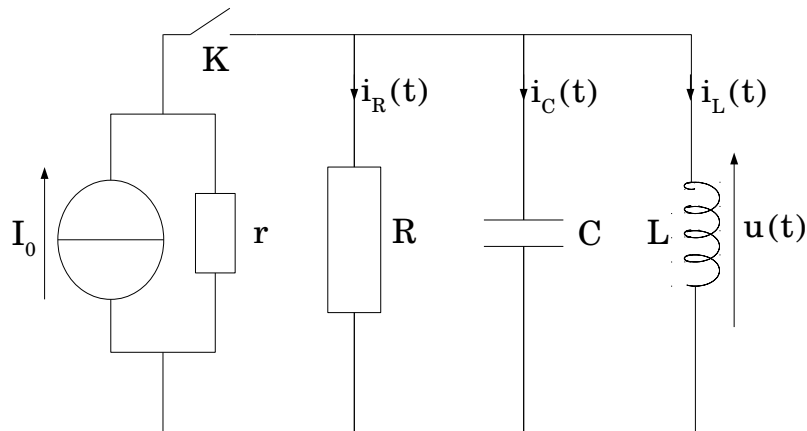 K
i_R(t)
i_C(t)
i_L(t)
I_0
r
R
C
L
u(t)